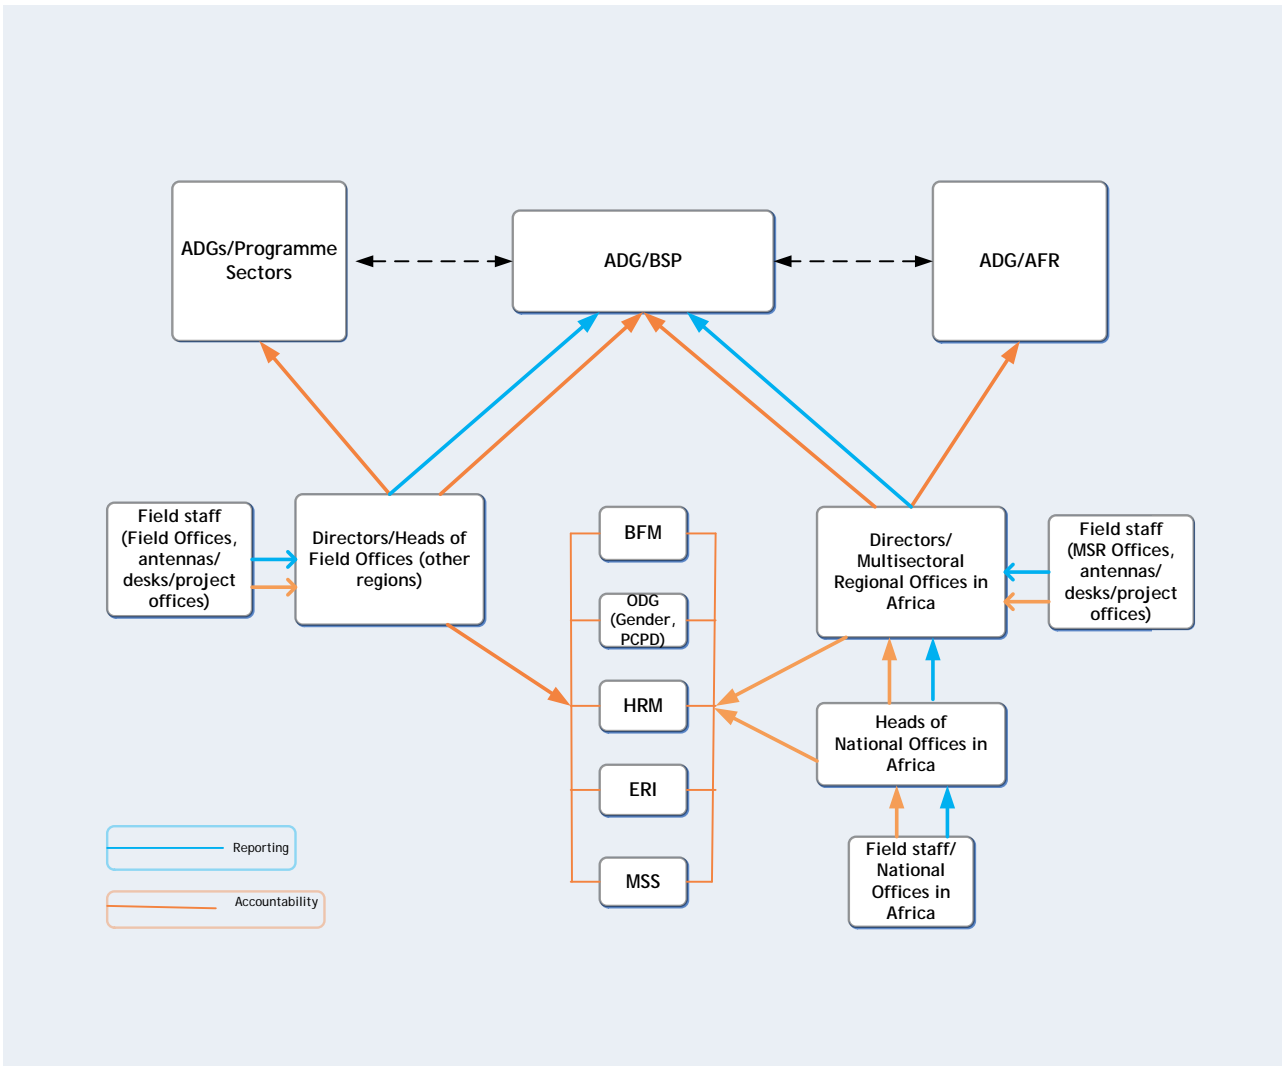 ADGs/Programme
Sectors
ADG/BSP
ADG/AFR
Field staff
(Field Offices,
antennas/
desks/project
offices)
Directors/Heads of
Field Offices (other
regions)
BFM
ODG
(Gender,
PCPD)
HRM
ERI
MSS
Directors/
Multisectoral
Regional Offices in
Africa
Field staff
(MSR Offices,
antennas/
desks/project
offices)
Heads of
National Offices in
Africa
Field staff/
National
Offices in
Africa
Reporting
Accountability